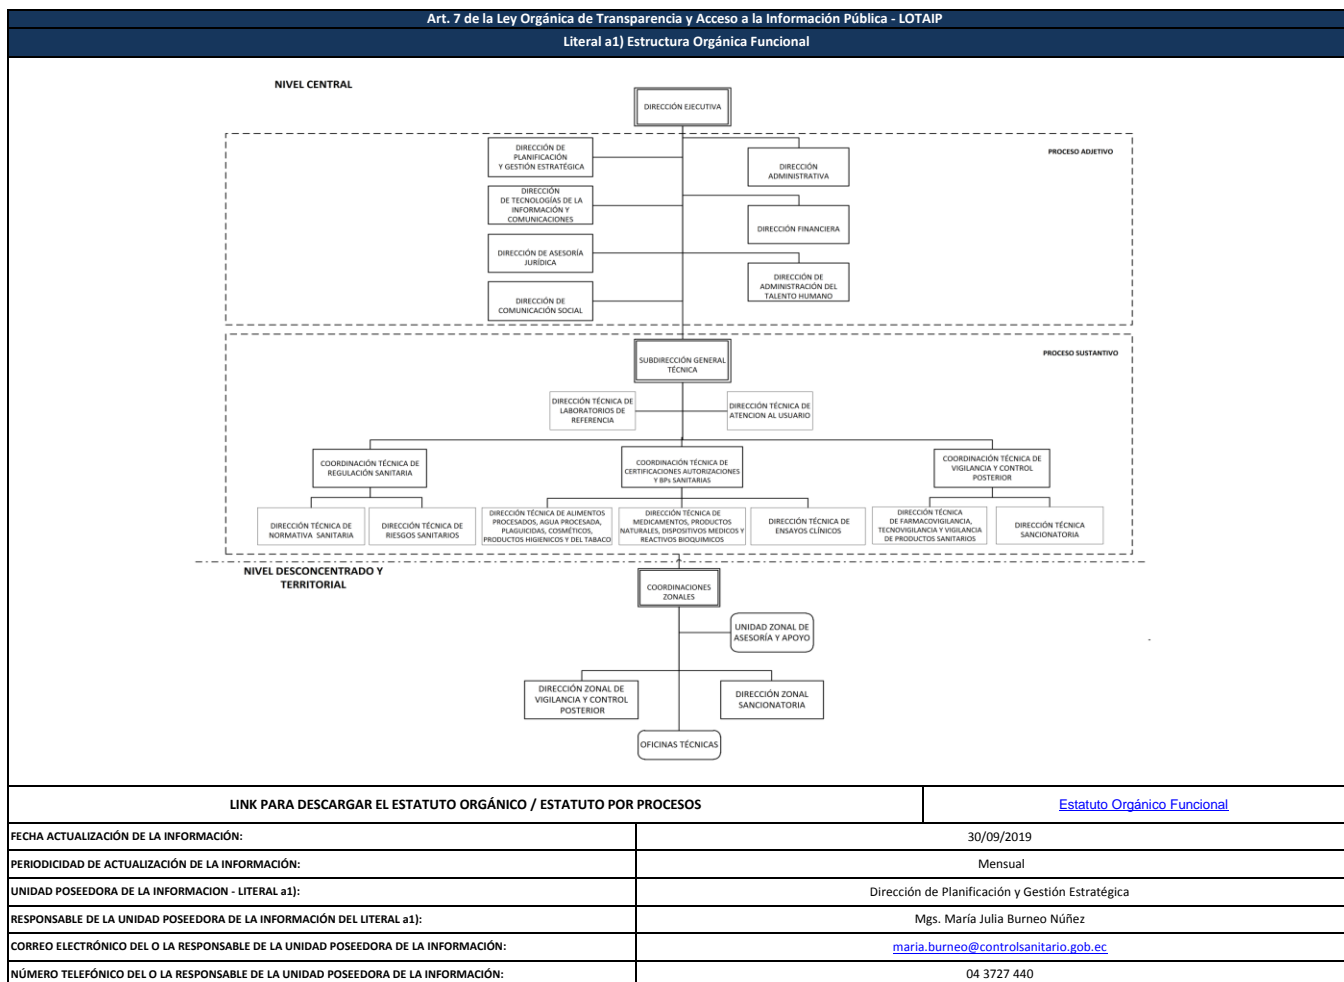 Art. 7 de la Ley Orgánica de Transparencia y Acceso a la Información Pública - LOTAIP
Literal a1) Estructura Orgánica Funcional
NIVEL CENTRAL
DIRECCIÓN EJECUTIVA
PROCESO ADJETIVO
DIRECCIÓN DE
PLANIFICACIÓN
Y GESTIÓN ESTRATÉGICA
DIRECCIÓN
ADMINISTRATIVA
DIRECCIÓN
DE TECNOLOGÍAS DE LA
INFORMACIÓN Y
COMUNICACIONES
DIRECCIÓN FINANCIERA
DIRECCIÓN DE ASESORÍA
JURÍDICA
DIRECCIÓN DE
ADMINISTRACIÓN DEL
TALENTO HUMANO
DIRECCIÓN DE
COMUNICACIÓN SOCIAL
PROCESO SUSTANTIVO
SUBDIRECCIÓN GENERAL
TÉCNICA
DIRECCIÓN TÉCNICA DE
LABORATORIOS DE
REFERENCIA
DIRECCIÓN TÉCNICA DE
ATENCION AL USUARIO
COORDINACIÓN TÉCNICA DE
REGULACIÓN SANITARIA
COORDINACIÓN TÉCNICA DE
CERTIFICACIONES AUTORIZACIONES
Y BPs SANITARIAS
COORDINACIÓN TÉCNICA DE
VIGILANCIA Y CONTROL
POSTERIOR
DIRECCIÓN TÉCNICA DE
NORMATIVA SANITARIA
DIRECCIÓN TÉCNICA DE
RIESGOS SANITARIOS
DIRECCIÓN TÉCNICA DE ALIMENTOS
PROCESADOS, AGUA PROCESADA,
PLAGUICIDAS, COSMÉTICOS,
PRODUCTOS HIGIENICOS Y DEL TABACO
DIRECCIÓN TÉCNICA DE
MEDICAMENTOS, PRODUCTOS
NATURALES, DISPOSITIVOS MEDICOS Y
REACTIVOS BIOQUIMICOS
DIRECCIÓN TÉCNICA DE
ENSAYOS CLÍNICOS
DIRECCIÓN TÉCNICA
DE FARMACOVIGILANCIA,
TECNOVIGILANCIA Y VIGILANCIA
DE PRODUCTOS SANITARIOS
DIRECCIÓN TÉCNICA
SANCIONATORIA
NIVEL DESCONCENTRADO Y
TERRITORIAL
COORDINACIONES
ZONALES
UNIDAD ZONAL DE
ASESORÍA Y APOYO
DIRECCIÓN ZONAL DE
VIGILANCIA Y CONTROL
POSTERIOR
DIRECCIÓN ZONAL
SANCIONATORIA
OFICINAS TÉCNICAS
LINK PARA DESCARGAR EL ESTATUTO ORGÁNICO / ESTATUTO POR PROCESOS
Estatuto Orgánico Funcional
FECHA ACTUALIZACIÓN DE LA INFORMACIÓN:
30/09/2019
PERIODICIDAD DE ACTUALIZACIÓN DE LA INFORMACIÓN:
Mensual
UNIDAD POSEEDORA DE LA INFORMACION - LITERAL a1):
Dirección de Planificación y Gestión Estratégica
RESPONSABLE DE LA UNIDAD POSEEDORA DE LA INFORMACIÓN DEL LITERAL a1):
Mgs. María Julia Burneo Núñez
CORREO ELECTRÓNICO DEL O LA RESPONSABLE DE LA UNIDAD POSEEDORA DE LA INFORMACIÓN:
maria.burneo@controlsanitario.gob.ec
NÚMERO TELEFÓNICO DEL O LA RESPONSABLE DE LA UNIDAD POSEEDORA DE LA INFORMACIÓN:
04 3727 440